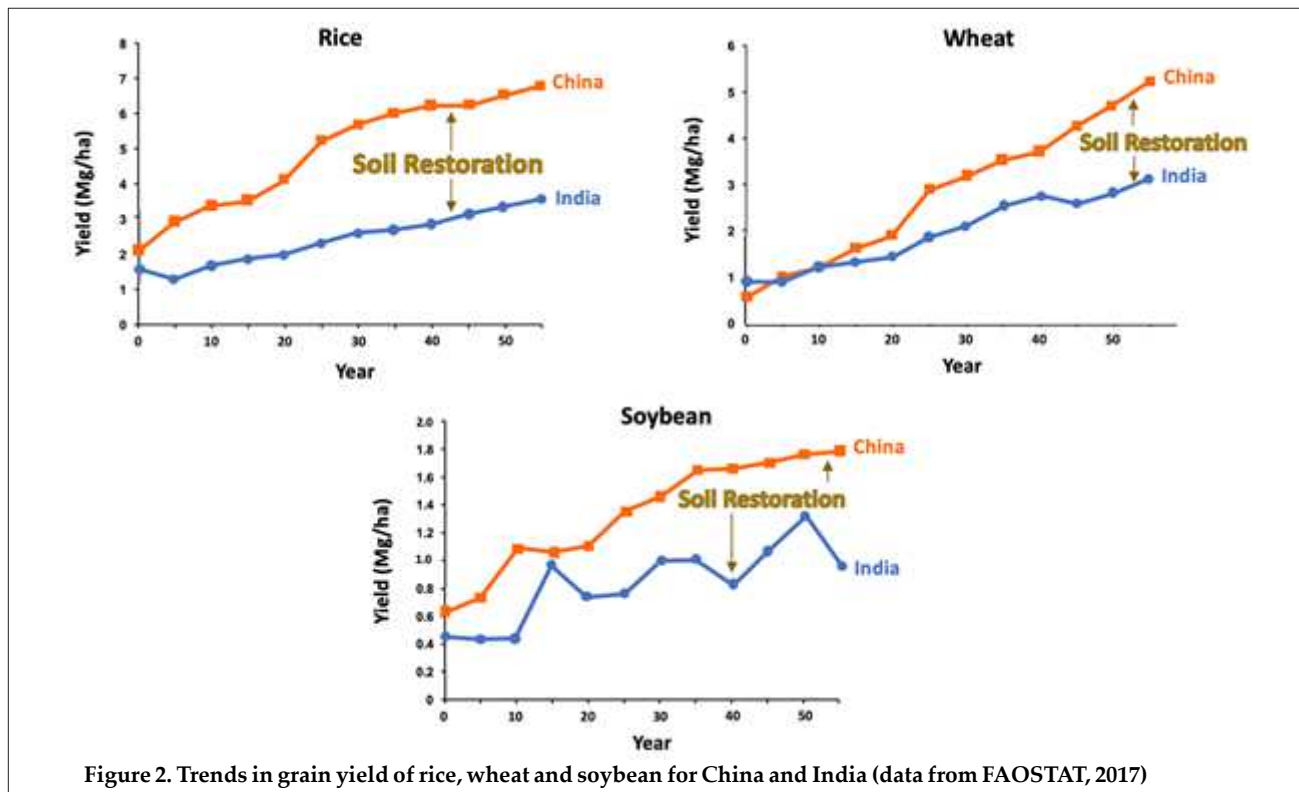 Rice
8
7
6
5
4
3
2
1
0
Yield (Mg/ha)
China
Soil Restoration
India
0 10 20 30 40 50
Year
Wheat
6
5
4
3
2
1
0
Yield (Mg/ha)
China
Soil Restoration
India
0 10 20 30 40 50
Year
Soybean
2.0
1.8
1.6
1.4
1.2
1.0
0.8
0.6
0.4
0.2
0
Yield (Mg/ha)
China
Soil Restoration
India
0 10 20 30 40 50
Year
Figure 2. Trends in grain yield of rice, wheat and soybean for China and India (data from FAOSTAT, 2017)